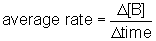 average rate = Δ[B]
Δtime